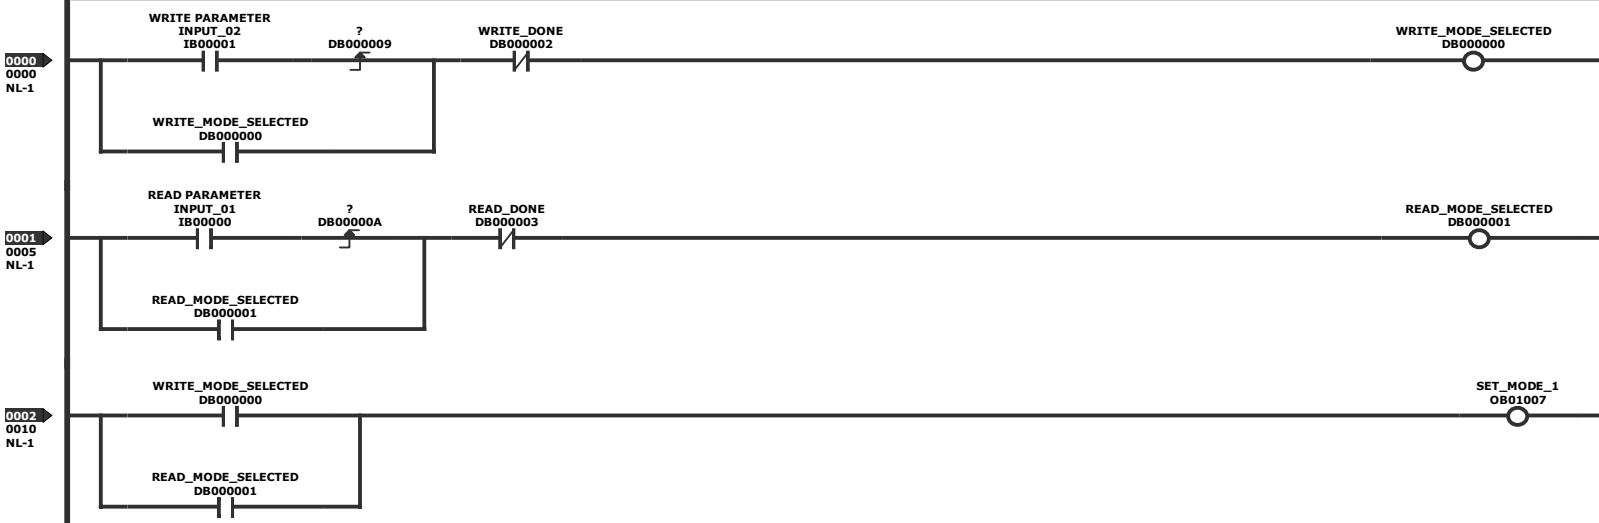 WRITE PARAMETER
INPUT_02
IB00001
?
DB000009
WRITE_DONE
DB000002
WRITE_MODE_SELECTED
DB000000
0000
0000
NL-1
WRITE_MODE_SELECTED
DB000000
READ PARAMETER
INPUT_01
IB00000
?
DB00000A
READ_DONE
DB000003
READ_MODE_SELECTED
DB000001
0001
0005
NL-1
READ_MODE_SELECTED
DB000001
WRITE_MODE_SELECTED
DB000000
SET_MODE_1
OB01007
0002
0010
NL-1
READ_MODE_SELECTED
DB000001